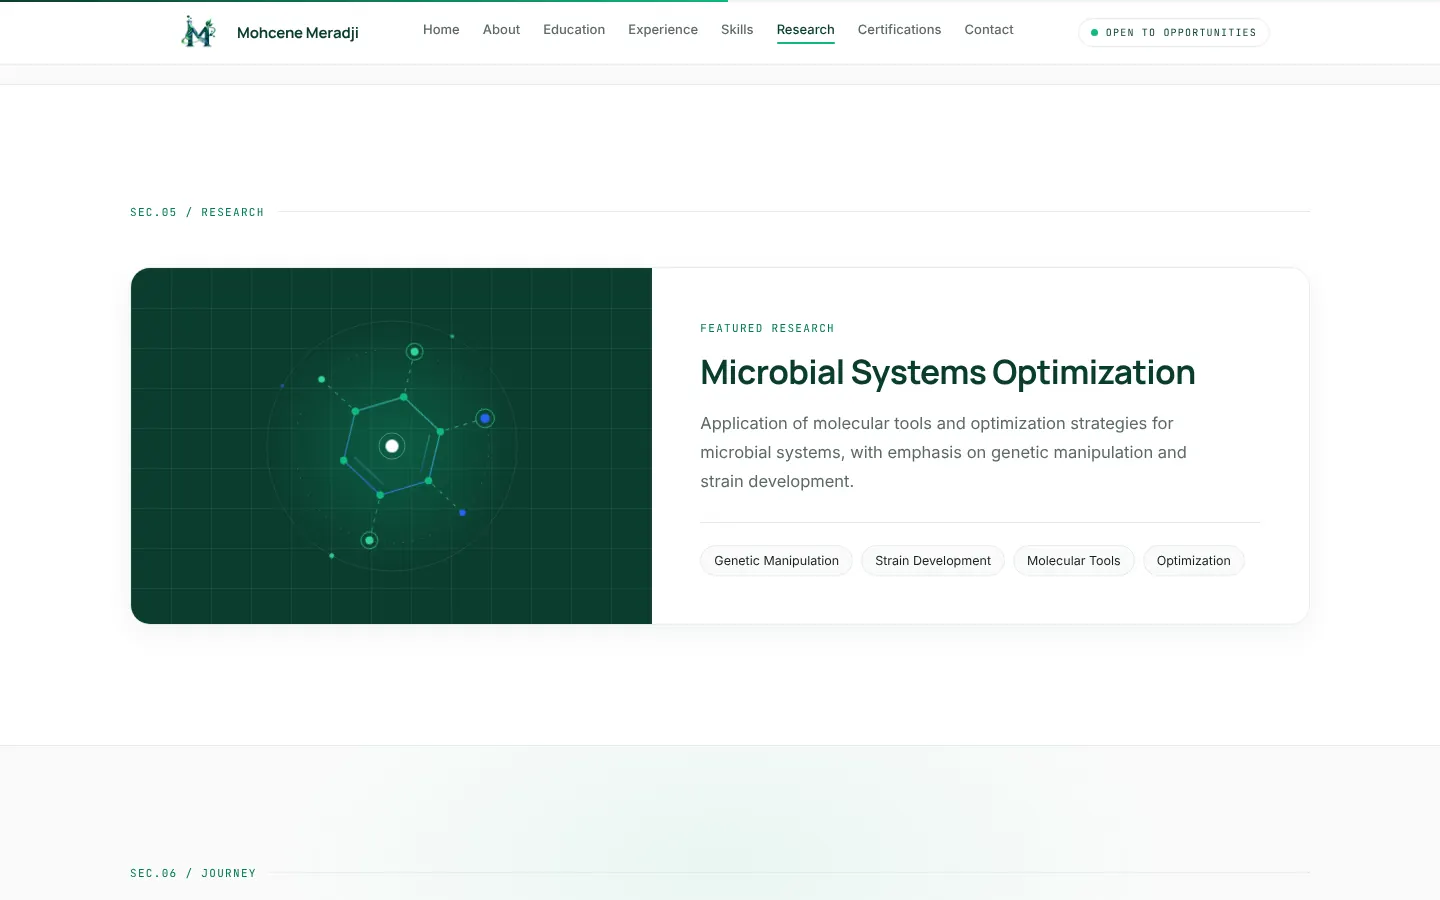 Mohcene Meradji
Home
About
Education
Experience
Skills
Research
Certifications
Contact
OPEN TO OPPORTUNITIES
SEC.05 / RESEARCH
FEATURED RESEARCH
Microbial Systems Optimization
Application of molecular tools and optimization strategies for
microbial systems, with emphasis on genetic manipulation and
strain development.
Genetic Manipulation
Strain Development
Molecular Tools
Optimization
SEC.06 / JOURNEY